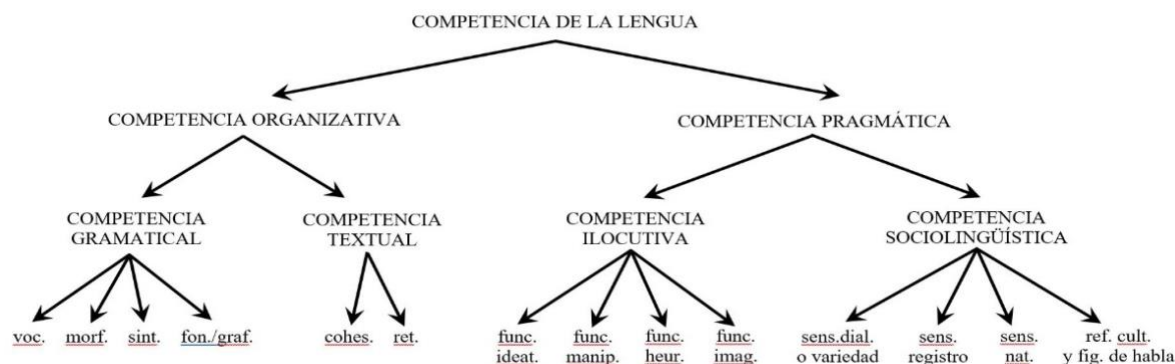 COMPETENCIA DE LA LENGUA
COMPETENCIA ORGANIZATIVA
COMPETENCIA PRAGMÁTICA
COMPETENCIA
GRAMATICAL
COMPETENCIA
TEXTUAL
COMPETENCIA
ILOCUTIVA
COMPETENCIA
SOCIOLINGÜÍSTICA
voc.
morf.
sint.
fon./graf.
cohes.
ret.
func.
ideat.
func.
manip.
func.
heur.
func.
imag.
sens.dial.
o variedad
sens.
registro
sens.
nat.
ref. cult.
y fig. de habla